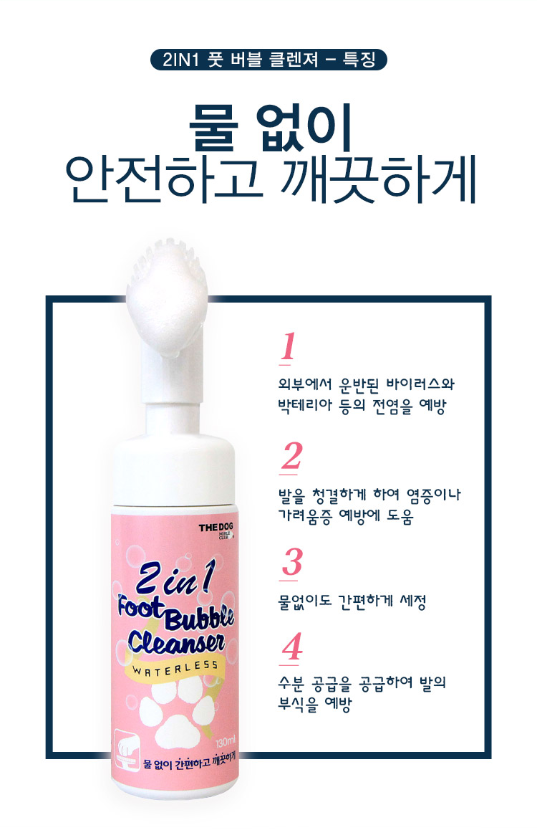 2IN1 풋 버블 클렌져 - 특징
물 없이
안전하고 깨끗하게
1
외부에서 운반된 바이러스와
박테리아 등의 전염을 예방
2
발을 청결하게 하여 염증이나
가려움증 예방에 도움
3
물없이도 간편하게 세정
4
수분 공급을 공급하여 발의
부식을 예방
THE DOG
2 in 1
Foot Bubble
Cleanser
WATERLESS
130ml
물 없이 간편하고 깨끗하게